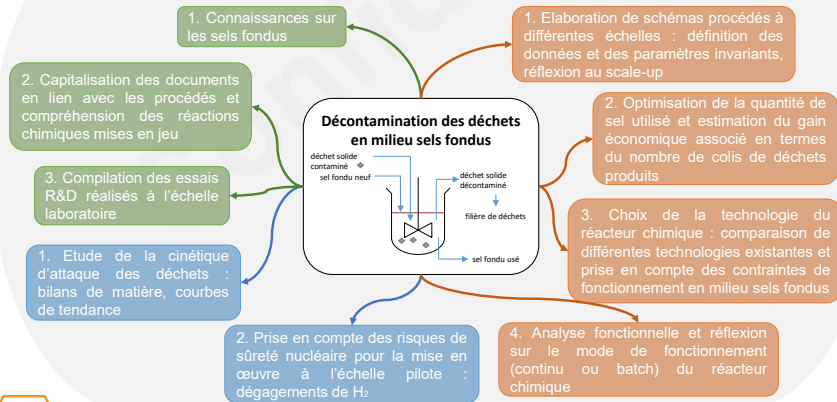 1. Connaissances sur
les sels fondus
2. Capitalisation des documents
en lien avec les procédés et
compréhension des réactions
chimiques mises en jeu
3. Compilation des essais
R&D réalisés à l'échelle
laboratoire
1. Etude de la cinétique
d'attaque des déchets :
bilans de matière, courbes
de tendance
2. Prise en compte des risques de
sûreté nucléaire pour la mise en
œuvre à l'échelle pilote :
dégagements de H₂
Décontamination des déchets
en milieu sels fondus
déchet solide
contaminé
sel fondu neuf
déchet solide
décontaminé
filière de déchets
sel fondu usé
1. Elaboration de schémas procédés à
différentes échelles : définition des
données et des paramètres invariants,
réflexion au scale-up
2. Optimisation de la quantité de
sel utilisé et estimation du gain
économique associé en termes
du nombre de colis de déchets
produits
3. Choix de la technologie du
réacteur chimique : comparaison de
différentes technologies existantes et
prise en compte des contraintes de
fonctionnement en milieu sels fondus
4. Analyse fonctionnelle et réflexion
sur le mode de fonctionnement
(continu ou batch) du réacteur
chimique